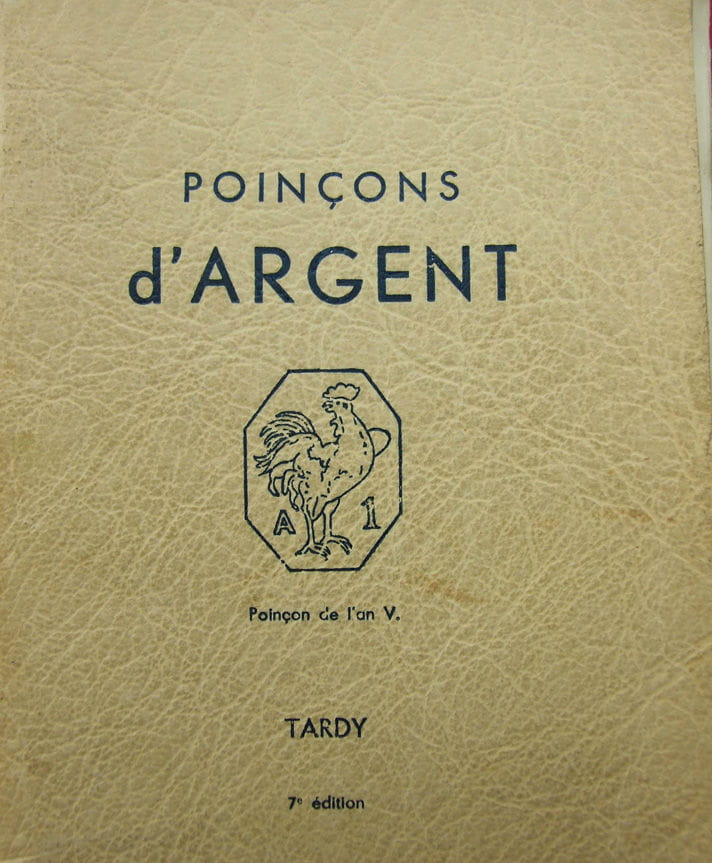 POINÇONS
d'ARGENT
A 1
Poinçon de l'an V.
TARDY
7e édition